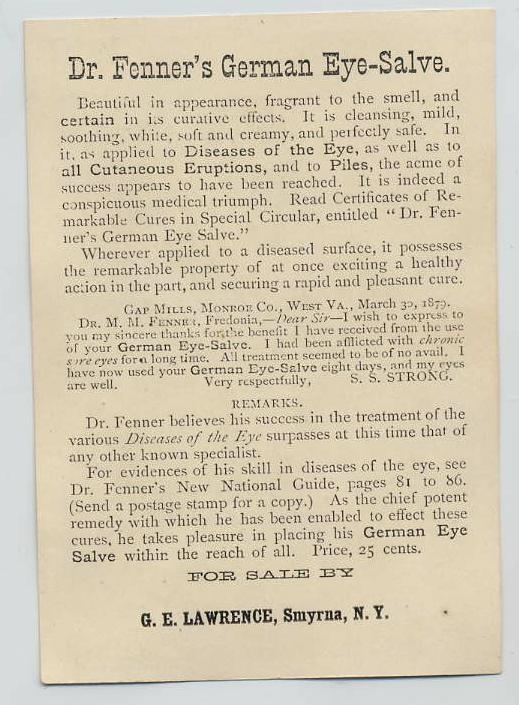 Dr. Fenner's German Eye-Salve.
Beautiful in appearance, fragrant to the smell, and
certain in its curative effects. It is cleansing, mild,
soothing, white, soft and creamy, and perfectly safe. In
it, as applied to Diseases of the Eye, as well as to
all Cutaneous Eruptions, and to Piles, the acme of
success appears to have been reached. It is indeed a
conspicuous medical triumph. Read Certificates of Re-
markable Cures in Special Circular, entitled "Dr. Fen-
ner's German Eye Salve."
Wherever applied to a diseased surface, it possesses
the remarkable property of at once exciting a healthy
action in the part, and securing a rapid and pleasant cure.
GAP MILLS, MONROE CO., WEST VA., March 30, 1879.
DR. M. M. FENNER, Fredonia,—Dear Sir—I wish to express to
you my sincere thanks for the benefit I have received from the use
of your German Eye-Salve. I had been afflicted with chronic
sore eyes for a long time. All treatment seemed to be of no avail. I
have now used your German Eye-Salve eight days, and my eyes
are well. Very respectfully, S. S. STRONG.
REMARKS.
Dr. Fenner believes his success in the treatment of the
various Diseases of the Eye surpasses at this time that of
any other known specialist.
For evidences of his skill in diseases of the eye, see
Dr. Fenner's New National Guide, pages 81 to 86.
(Send a postage stamp for a copy.) As the chief potent
remedy with which he has been enabled to effect these
cures, he takes pleasure in placing his German Eye
Salve within the reach of all. Price, 25 cents.
FOR SALE BY
G. E. LAWRENCE, Smyrna, N. Y.